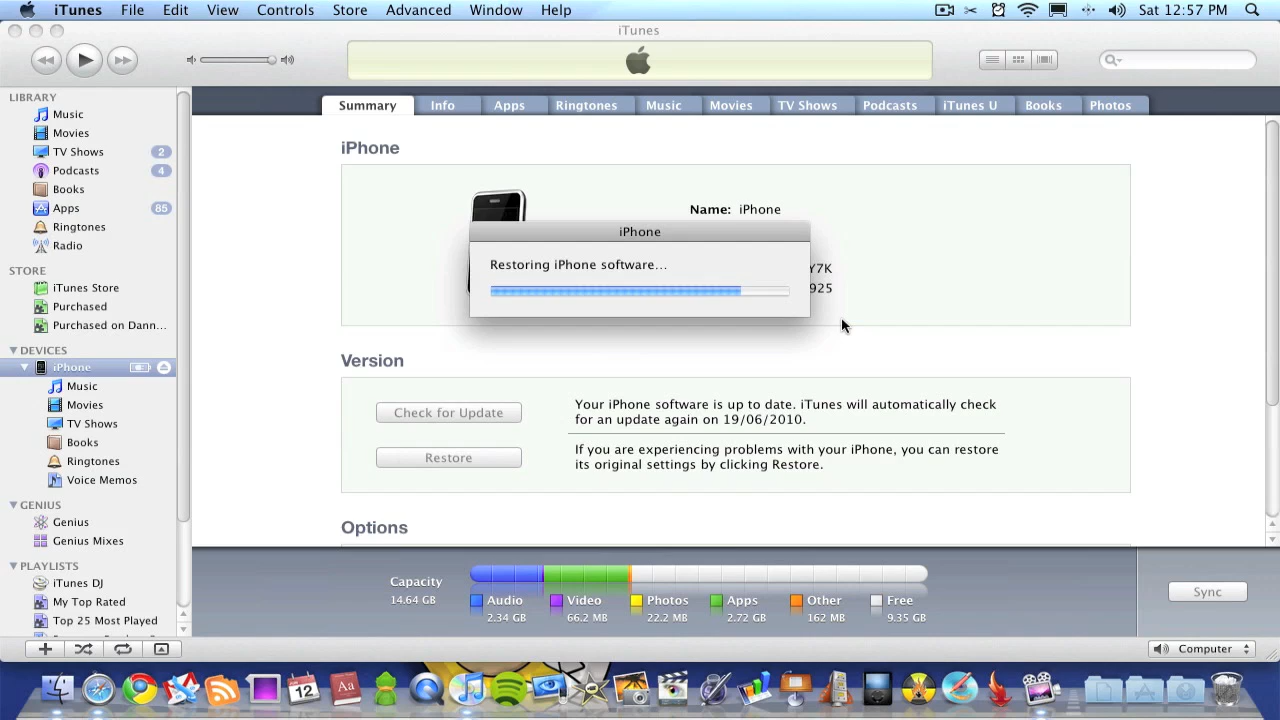 iTunes File Edit View Controls Store Advanced Window Help
Sat 12:57 PM
iTunes
LIBRARY
Music
Movies
TV Shows 2
Podcasts 4
Books
Apps 85
Ringtones
Radio
STORE
iTunes Store
Purchased
Purchased on Dann...
DEVICES
iPhone
Music
Movies
TV Shows
Books
Ringtones
Voice Memos
GENIUS
Genius
Genius Mixes
PLAYLISTS
iTunes DJ
My Top Rated
Top 25 Most Played
Summary Info Apps Ringtones Music Movies TV Shows Podcasts iTunes U Books Photos
iPhone
Name: iPhone
Y7K
925
iPhone
Restoring iPhone software...
Version
Check for Update
Your iPhone software is up to date. iTunes will automatically check
for an update again on 19/06/2010.
Restore
If you are experiencing problems with your iPhone, you can restore
its original settings by clicking Restore.
Options
Capacity
14.64 GB
Audio
2.34 GB
Video
66.2 MB
Photos
22.2 MB
Apps
2.72 GB
Other
162 MB
Free
9.35 GB
Sync
Computer
12
Aa